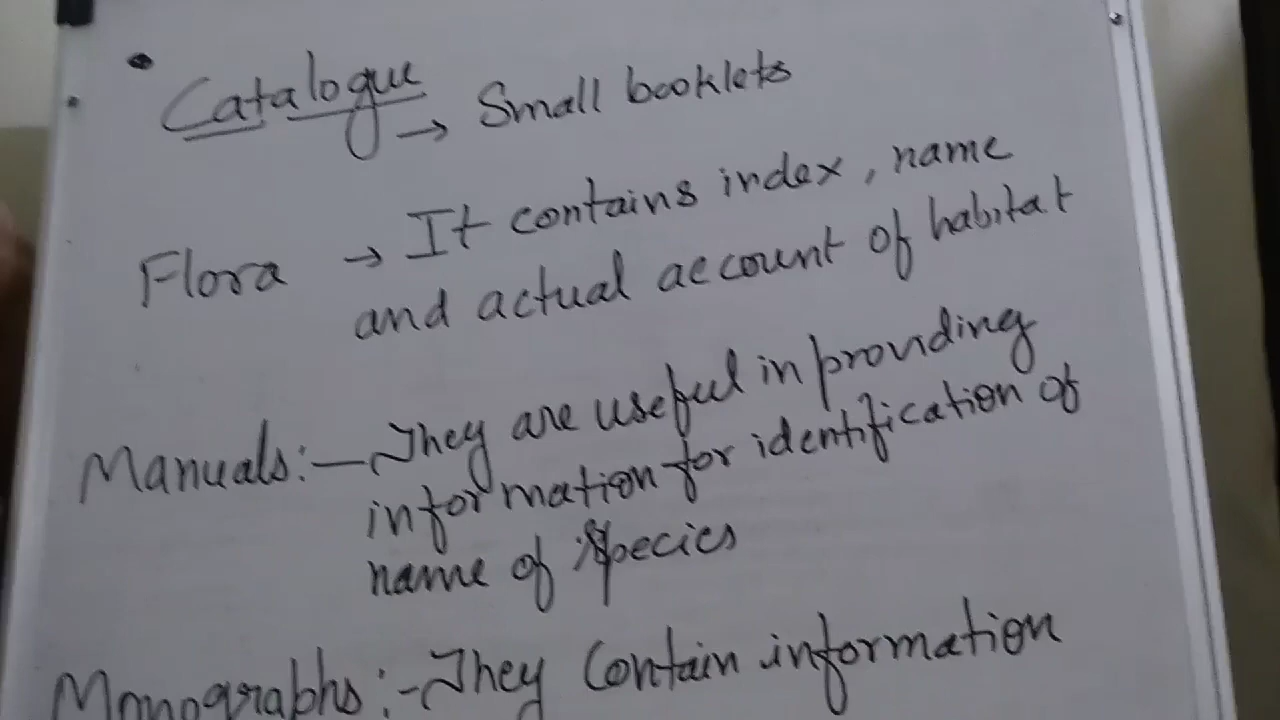 Catalogue → Small booklets
Flora → It contains index, name
and actual account of habitat
Manuals:— They are useful in providing
information for identification of
name of species
Monographs:- They Contain information